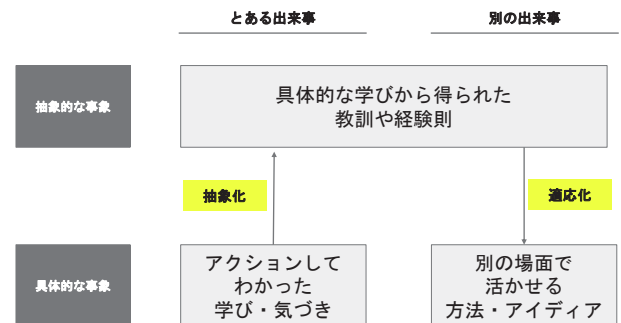 とある出来事
別の出来事
抽象的な事象
具体的な学びから得られた
教訓や経験則
抽象化
適応化
具体的な事象
アクションして
わかった
学び・気づき
別の場面で
活かせる
方法・アイディア